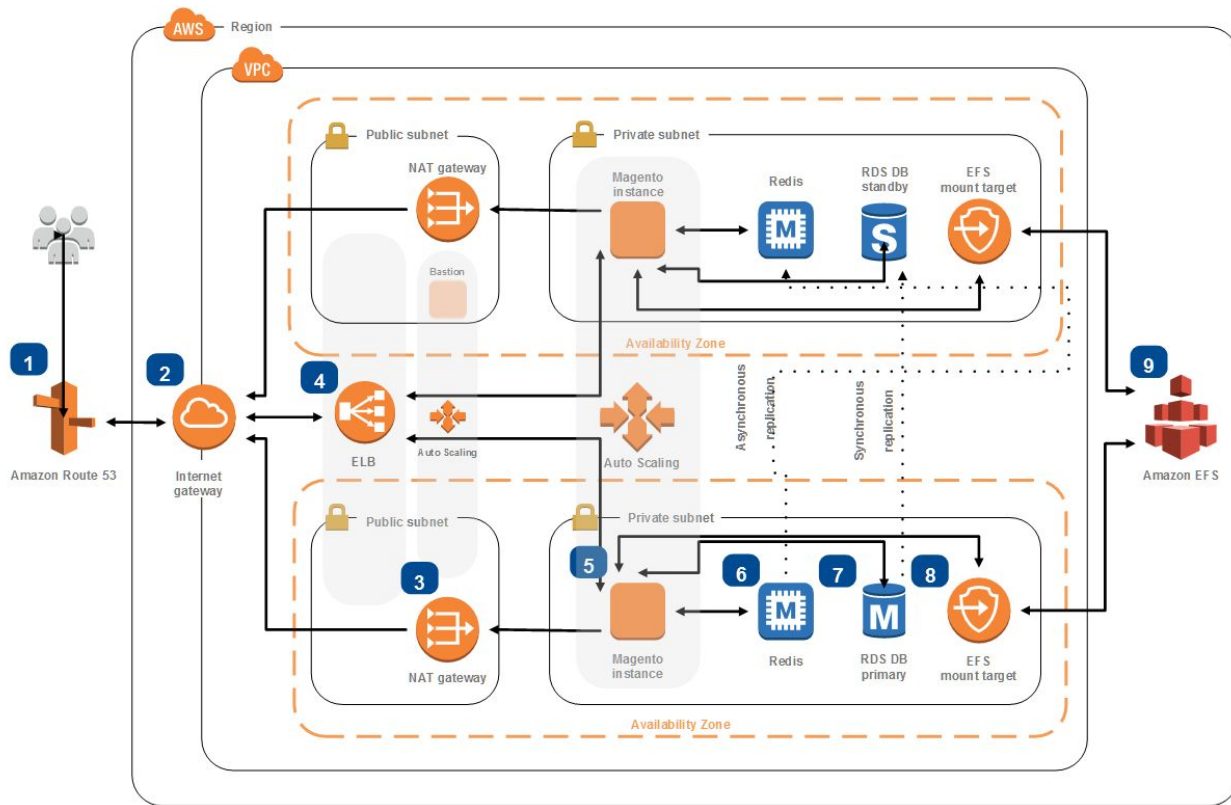 AWS
Region
VPC
Public subnet
Private subnet
NAT gateway
Magento
instance
Redis
RDS DB
standby
EFS
mount target
M
S
Bastion
Availability Zone
1
2
4
9
Amazon Route 53
Internet
gateway
ELB
Auto Scaling
Auto Scaling
Asynchronous
replication
Synchronous
replication
Amazon EFS
Public subnet
Private subnet
3
5
6
7
8
M
M
NAT gateway
Magento
instance
Redis
RDS DB
primary
EFS
mount target
Availability Zone